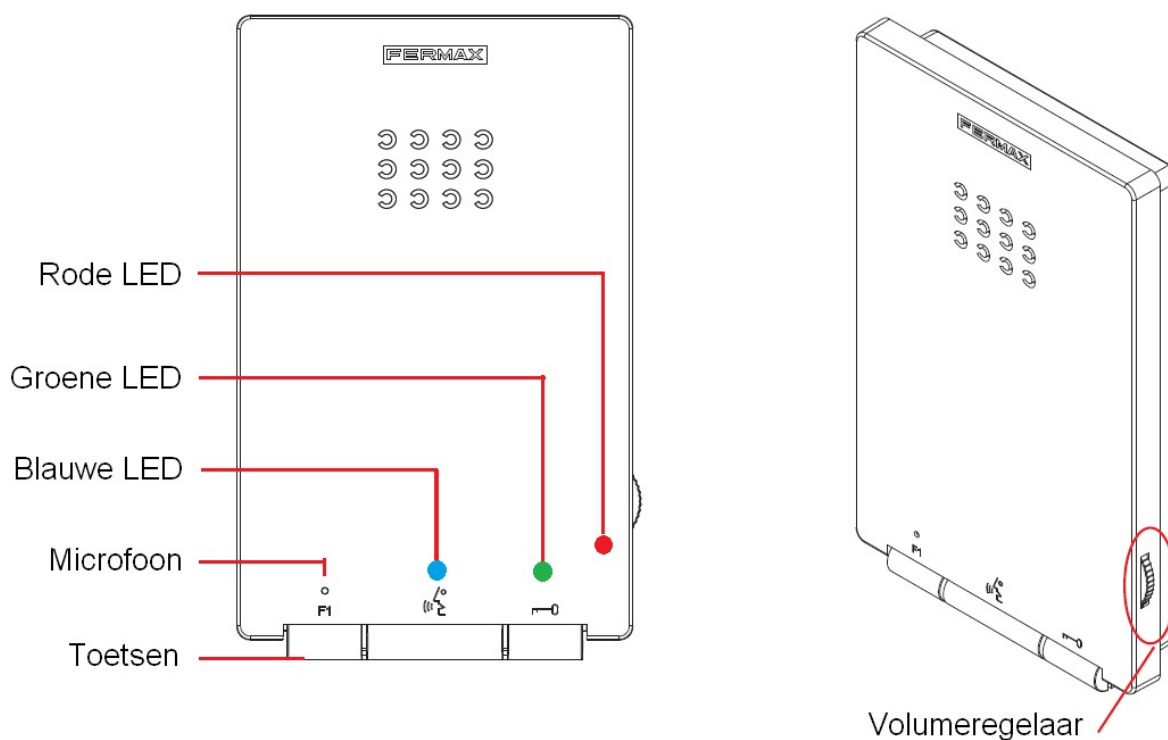 FERMAX
Rode LED
Groene LED
Blauwe LED
Microfoon
F1
Toetsen
FERMAX
F1
Volumeregelaar